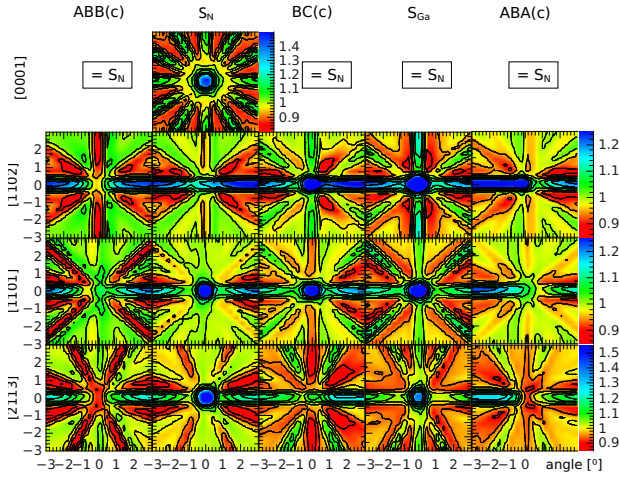 ABB(c) S_N BC(c) S_Ga ABA(c)
[0001] = S_N 1.4 1.3 1.2 1.1 1 0.9 = S_N = S_N = S_N
[1102] 2 1 0 −1 −2 −3 1.2 1.1 1 0.9
[1101] 2 1 0 −1 −2 −3 1.2 1.1 1 0.9
[2113] 2 1 0 −1 −2 −3 1.5 1.4 1.3 1.2 1.1 1 0.9
−3 −2 −1 0 1 2 −3 −2 −1 0 1 2 −3 −2 −1 0 1 2 −3 −2 −1 0 1 2 −3 −2 −1 0 angle [º]